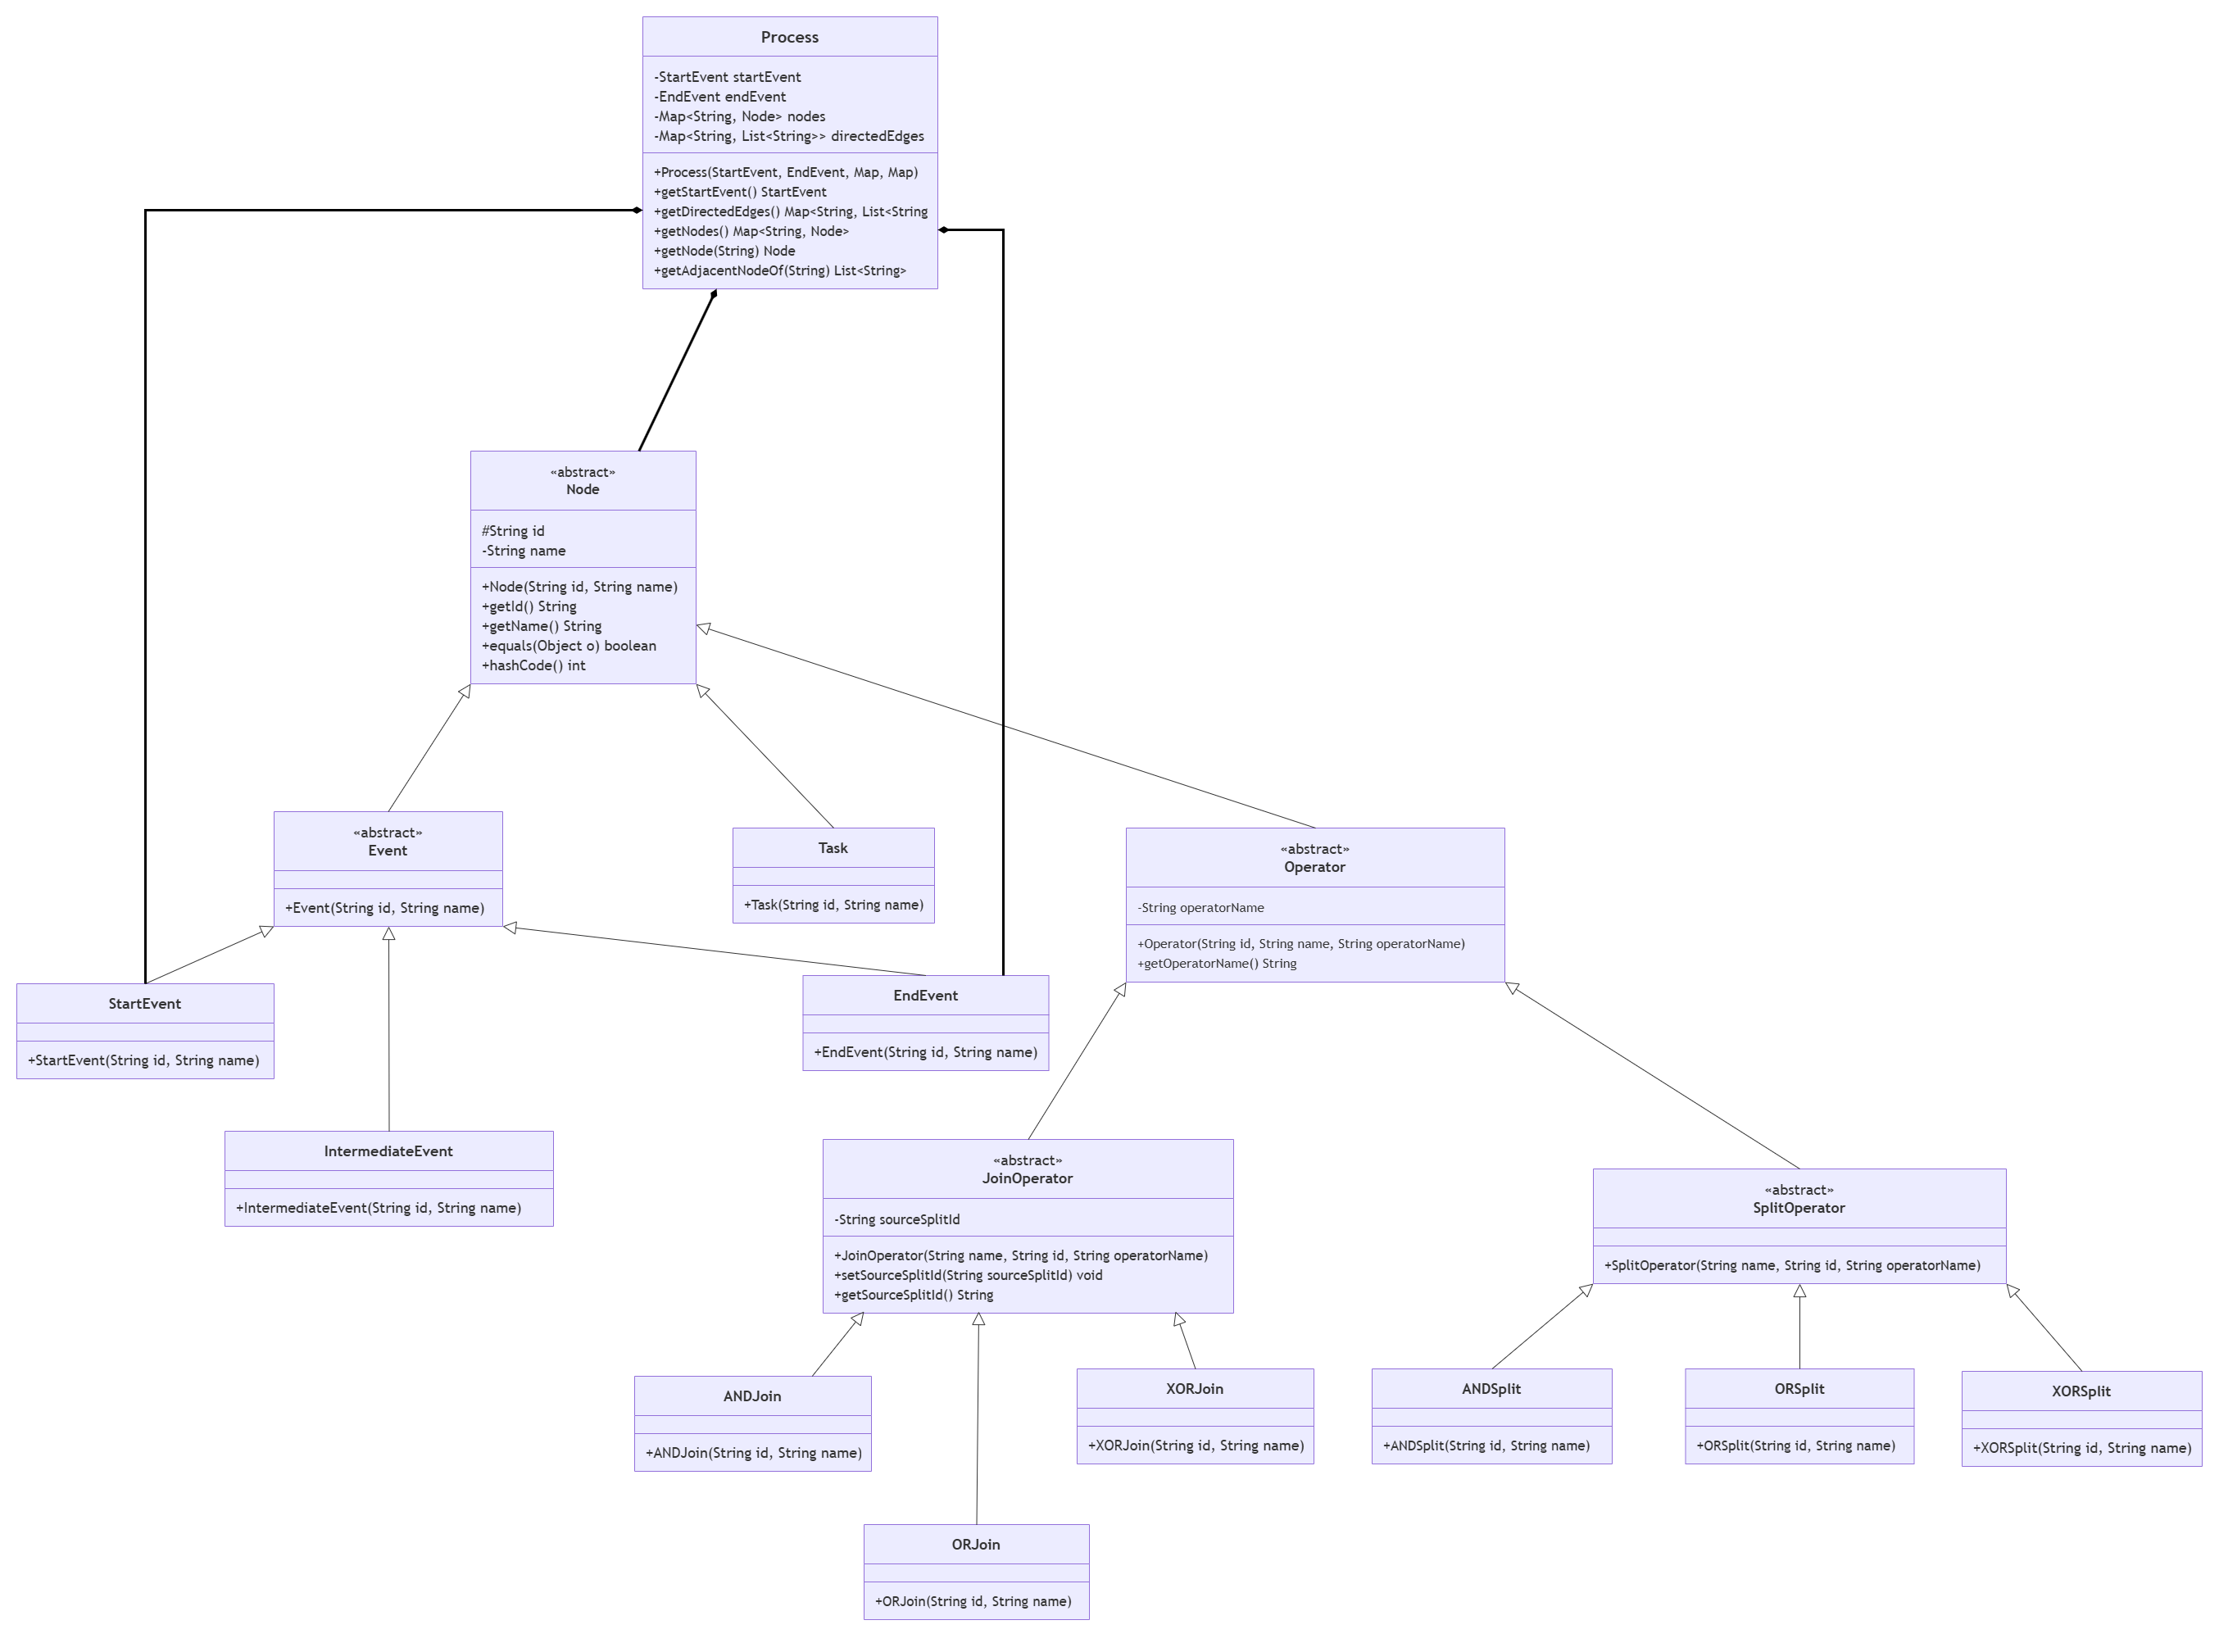 Process
-StartEvent startEvent
-EndEvent endEvent
-Map<String, Node> nodes
-Map<String, List<String>> directedEdges
+Process(StartEvent, EndEvent, Map, Map)
+getStartEvent() StartEvent
+getDirectedEdges() Map<String, List<String
+getNodes() Map<String, Node>
+getNode(String) Node
+getAdjacentNodeOf(String) List<String>
«abstract»
Node
#String id
-String name
+Node(String id, String name)
+getId() String
+getName() String
+equals(Object o) boolean
+hashCode() int
«abstract»
Event
+Event(String id, String name)
Task
+Task(String id, String name)
«abstract»
Operator
-String operatorName
+Operator(String id, String name, String operatorName)
+getOperatorName() String
StartEvent
+StartEvent(String id, String name)
EndEvent
+EndEvent(String id, String name)
IntermediateEvent
+IntermediateEvent(String id, String name)
«abstract»
JoinOperator
-String sourceSplitId
+JoinOperator(String name, String id, String operatorName)
+setSourceSplitId(String sourceSplitId) void
+getSourceSplitId() String
«abstract»
SplitOperator
+SplitOperator(String name, String id, String operatorName)
ANDJoin
+ANDJoin(String id, String name)
XORJoin
+XORJoin(String id, String name)
ANDSplit
+ANDSplit(String id, String name)
ORSplit
+ORSplit(String id, String name)
XORSplit
+XORSplit(String id, String name)
ORJoin
+ORJoin(String id, String name)